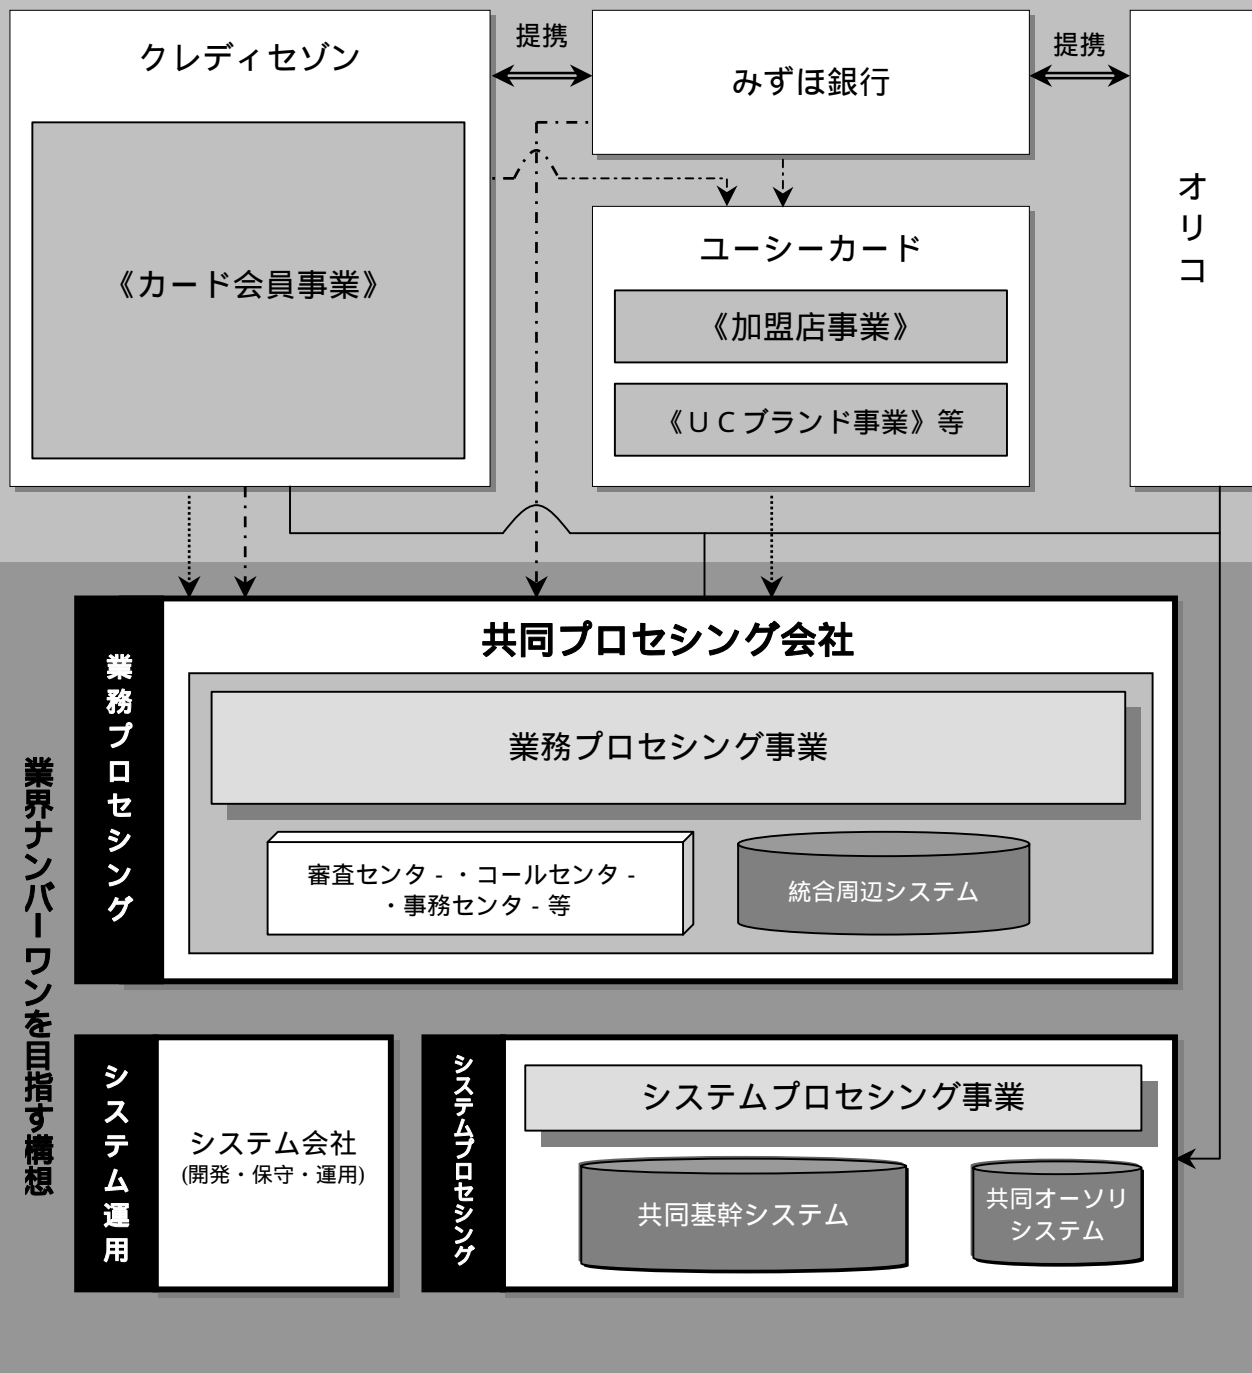 クレディセゾン
提携
みずほ銀行
提携
オリコ
《カード会員事業》
ユーシーカード
《加盟店事業》
《ＵＣブランド事業》等
業界ナンバーワンを目指す構想
業務プロセシング
共同プロセシング会社
業務プロセシング事業
審査センタ-・コールセンタ-
・事務センタ-等
統合周辺システム
システム運用
システム会社
(開発・保守・運用)
システムプロセシング
システムプロセシング事業
共同基幹システム
共同オーソリ
システム